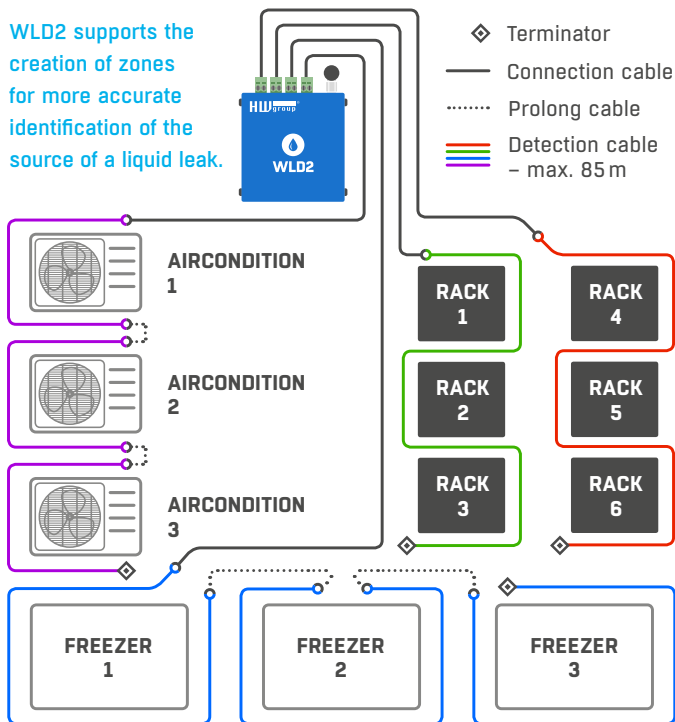 WLD2 supports the
creation of zones
for more accurate
identification of the
source of a liquid leak.
HW group
WLD2
Terminator
Connection cable
Prolong cable
Detection cable
– max. 85 m
AIRCONDITION
1
AIRCONDITION
2
AIRCONDITION
3
RACK
1
RACK
2
RACK
3
RACK
4
RACK
5
RACK
6
FREEZER
1
FREEZER
2
FREEZER
3